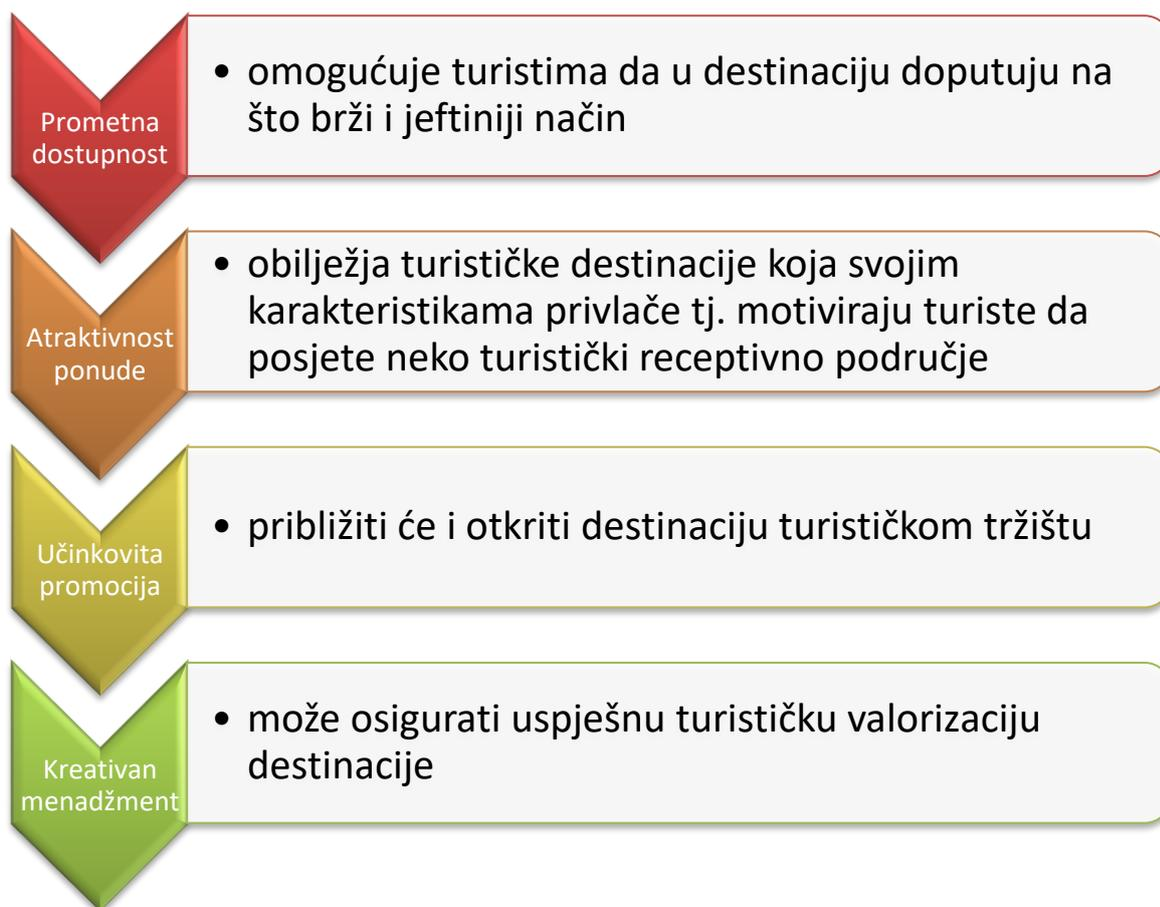 Prometna
dostupnost
• omogućuje turistima da u destinaciju doputuju na
što brži i jeftiniji način
Atraktivnost
ponude
• obilježja turističke destinacije koja svojim
karakteristikama privlače tj. motiviraju turiste da
posjete neko turistički receptivno područje
Učinkovita
promocija
• približiti će i otkriti destinaciju turističkom tržištu
Kreativan
menadžment
• može osigurati uspješnu turističku valorizaciju
destinacije